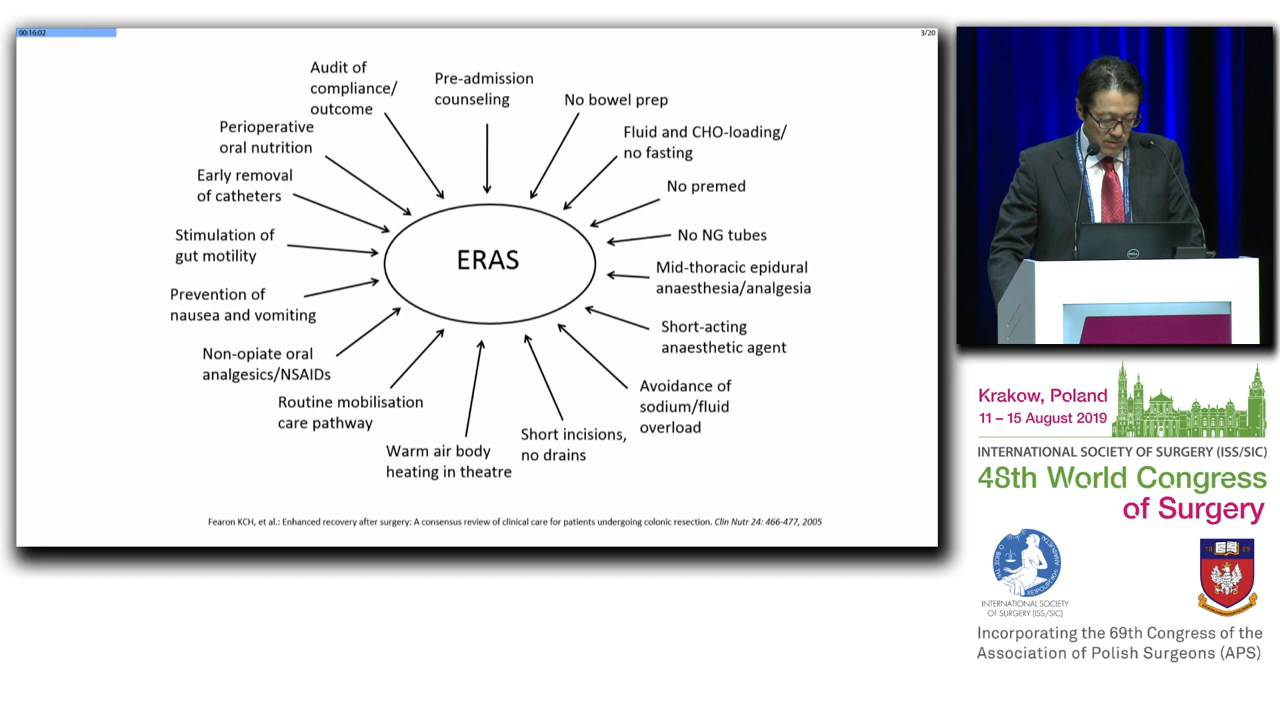 00:16:02
3/20
Audit of
compliance/
outcome
Pre-admission
counseling
No bowel prep
Fluid and CHO-loading/
no fasting
No premed
No NG tubes
Mid-thoracic epidural
anaesthesia/analgesia
Short-acting
anaesthetic agent
Avoidance of
sodium/fluid
overload
Short incisions,
no drains
Warm air body
heating in theatre
Routine mobilisation
care pathway
Non-opiate oral
analgesics/NSAIDs
Prevention of
nausea and vomiting
Stimulation of
gut motility
Early removal
of catheters
Perioperative
oral nutrition
ERAS
Fearon KCH, et al.: Enhanced recovery after surgery: A consensus review of clinical care for patients undergoing colonic resection. Clin Nutr 24: 466-477, 2005
DELL
Krakow, Poland
11 – 15 August 2019
INTERNATIONAL SOCIETY OF SURGERY (ISS/SIC)
48th World Congress
of Surgery
INTERNATIONAL SOCIETY
OF SURGERY (ISS/SIC)
18 89
Incorporating the 69th Congress of the
Association of Polish Surgeons (APS)